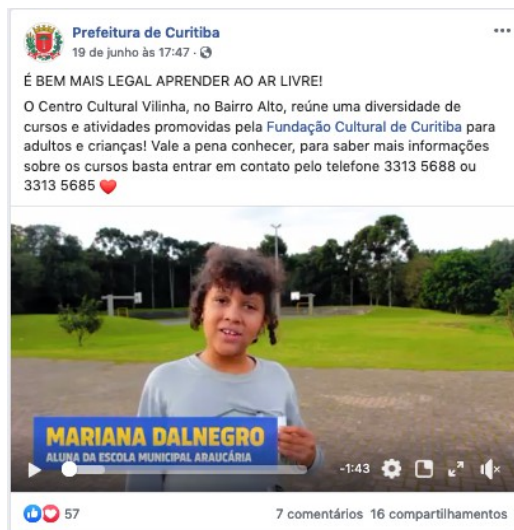 Prefeitura de Curitiba
19 de junho às 17:47 ·
É BEM MAIS LEGAL APRENDER AO AR LIVRE!
O Centro Cultural Vilinha, no Bairro Alto, reúne uma diversidade de
cursos e atividades promovidas pela Fundação Cultural de Curitiba para
adultos e crianças! Vale a pena conhecer, para saber mais informações
sobre os cursos basta entrar em contato pelo telefone 3313 5688 ou
3313 5685 ❤️
MARIANA DALNEGRO
ALUNA DA ESCOLA MUNICIPAL ARAUCÁRIA
-1:43
57
7 comentários 16 compartilhamentos